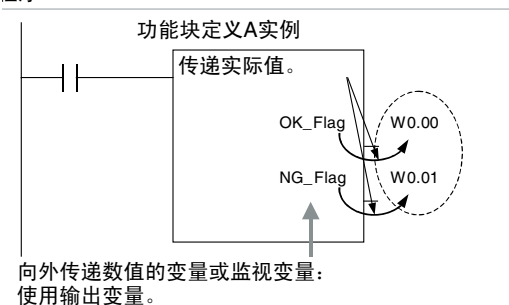 功能块定义A实例
传递实际值。
OK_Flag W0.00
NG_Flag W0.01
向外传递数值的变量或监视变量：
使用输出变量。